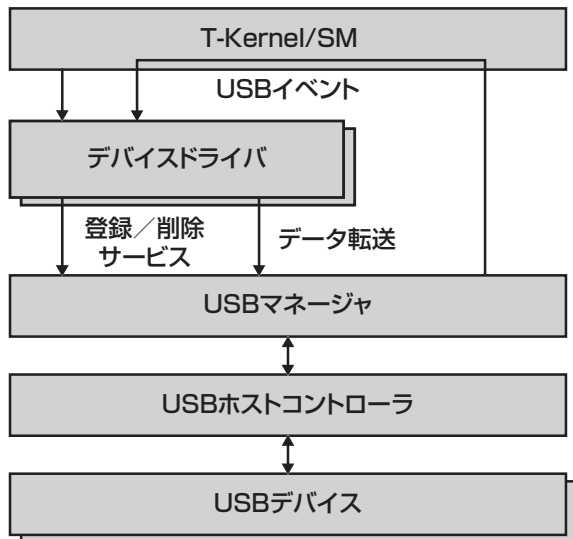 T-Kernel/SM
USBイベント
デバイスドライバ
登録／削除
サービス
データ転送
USBマネージャ
USBホストコントローラ
USBデバイス